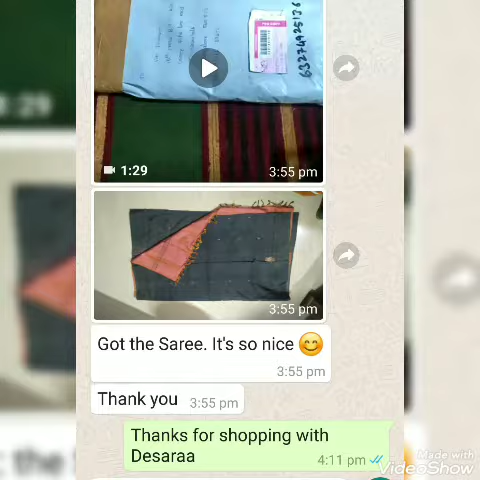 63274925136
1:29
3:55 pm
3:55 pm
Got the Saree. It's so nice 😊
3:55 pm
Thank you
3:55 pm
Thanks for shopping with
Desaraa
4:11 pm
Made with
VideoShow